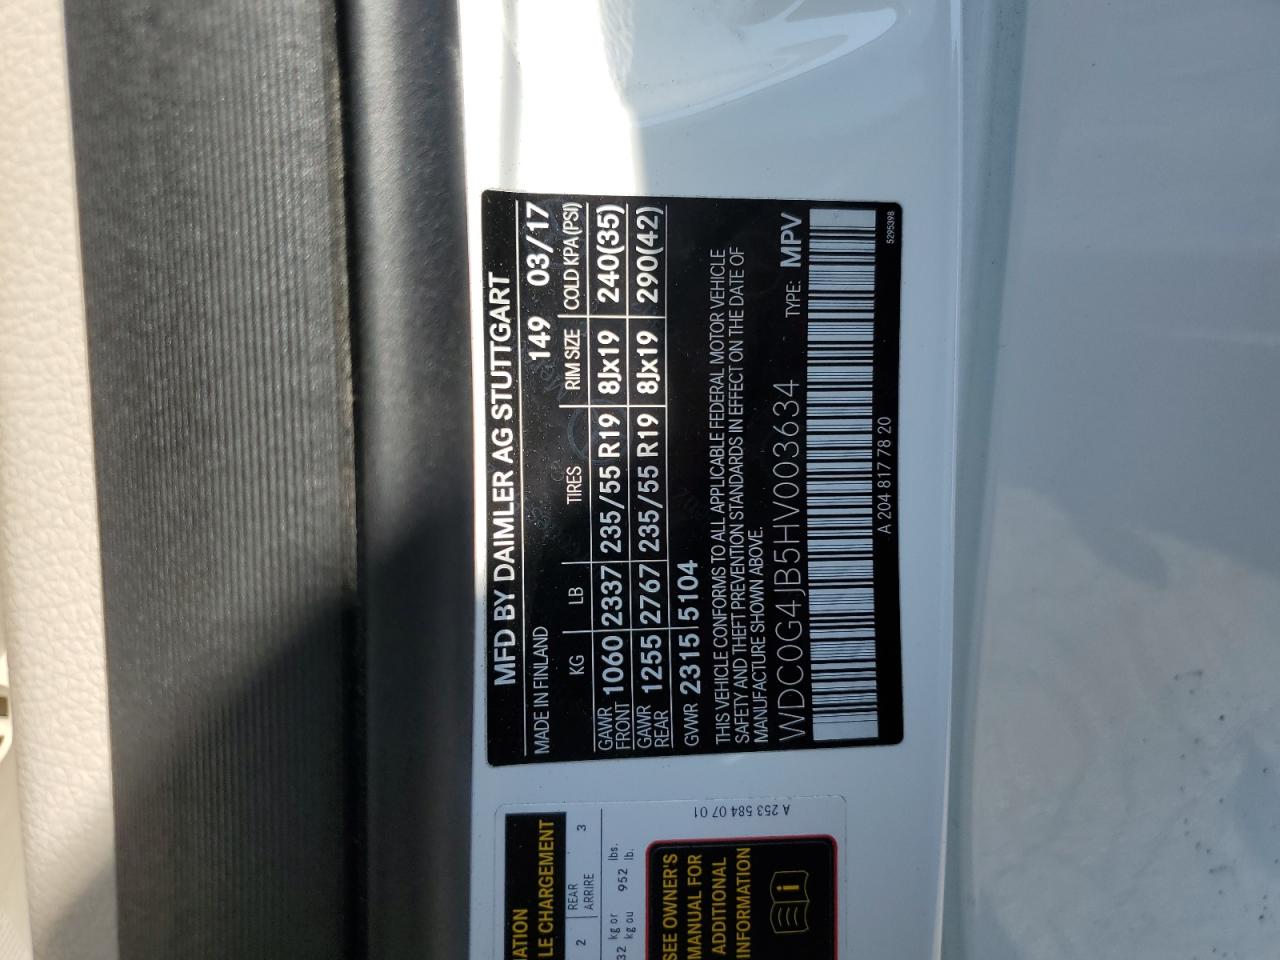 MFD BY DAIMLER AG STUTTGART
MADE IN FINLAND 149 03/17
KG LB TIRES RIM SIZE COLD KPA(PSI)
GAWR FRONT 1060 2337 235/55 R19 8Jx19 240(35)
GAWR REAR 1255 2767 235/55 R19 8Jx19 290(42)
GVWR 2315 5104
THIS VEHICLE CONFORMS TO ALL APPLICABLE FEDERAL MOTOR VEHICLE
SAFETY AND THEFT PREVENTION STANDARDS IN EFFECT ON THE DATE OF
MANUFACTURE SHOWN ABOVE.
WDC0G4JB5HV003634 TYPE: MPV
A 204 817 78 20
5295398
LE CHARGEMENT
2 REAR 3
ARRIERE
kg or 952 lbs.
kg ou lb.
SEE OWNER'S
MANUAL FOR
ADDITIONAL
INFORMATION
A 253 584 07 01